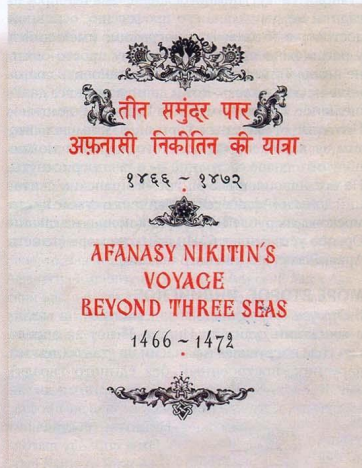 तीन समुंदर पार
अफ़नासी निकीतिन की यात्रा
१४६६ ~ १४७२
AFANASY NIKITIN'S
VOYAGE
BEYOND THREE SEAS
1466 ~ 1472